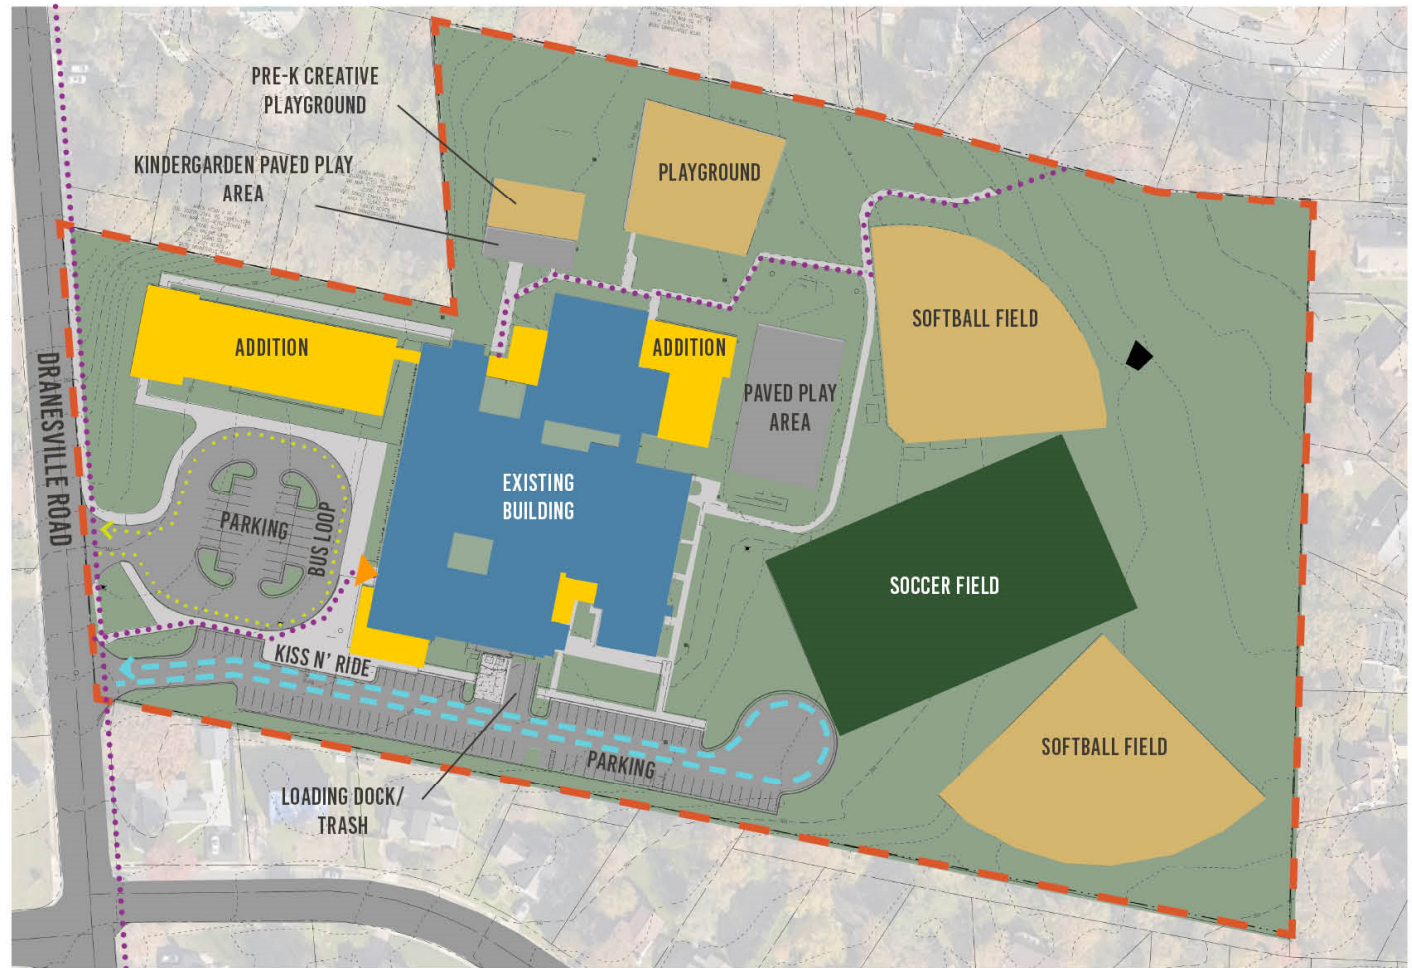 PRE-K CREATIVE
PLAYGROUND
KINDERGARDEN PAVED PLAY
AREA
PLAYGROUND
SOFTBALL FIELD
ADDITION
ADDITION
PAVED PLAY
AREA
DRANESVILLE ROAD
EXISTING
BUILDING
PARKING
BUS LOOP
SOCCER FIELD
KISS N' RIDE
SOFTBALL FIELD
PARKING
LOADING DOCK/
TRASH